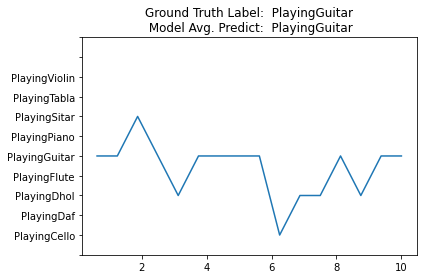 Ground Truth Label:  PlayingGuitar
Model Avg. Predict:  PlayingGuitar
PlayingViolin
PlayingTabla
PlayingSitar
PlayingPiano
PlayingGuitar
PlayingFlute
PlayingDhol
PlayingDaf
PlayingCello
2 4 6 8 10